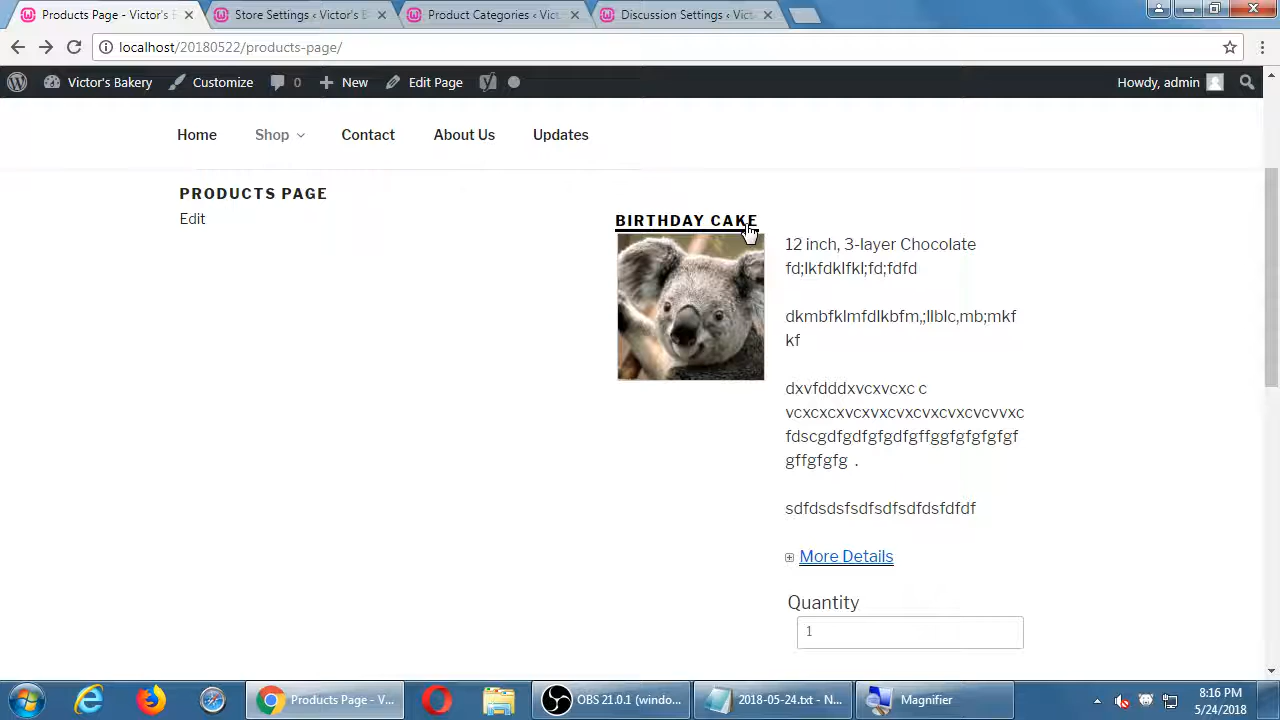 Products Page - Victor's B
Store Settings ‹ Victor's E
Product Categories ‹ Vis
Discussion Settings ‹ Vict
localhost/20180522/products-page/
Victor's Bakery
Customize
0
New
Edit Page
Howdy, admin
Home
Shop
Contact
About Us
Updates
PRODUCTS PAGE
Edit
BIRTHDAY CAKE
12 inch, 3-layer Chocolate
fd;lkfdklfkl;fd;fdfd
dkmbfklmfdlkbfm,;llblc,mb;mkf
kf
dxvfdddxvcxvcxc c
vcxcxcxvcxvxcvxcvxcvxcvcvvxc
fdscgdfgdfgfgdfgffggfgfgfgfgf
gffgfgfg .
sdfdsdsfsdfsdfsdfdsfdfdf
More Details
Quantity
1
Products Page - V...
OBS 21.0.1 (windo...
2018-05-24.txt - N...
Magnifier
8:16 PM
5/24/2018